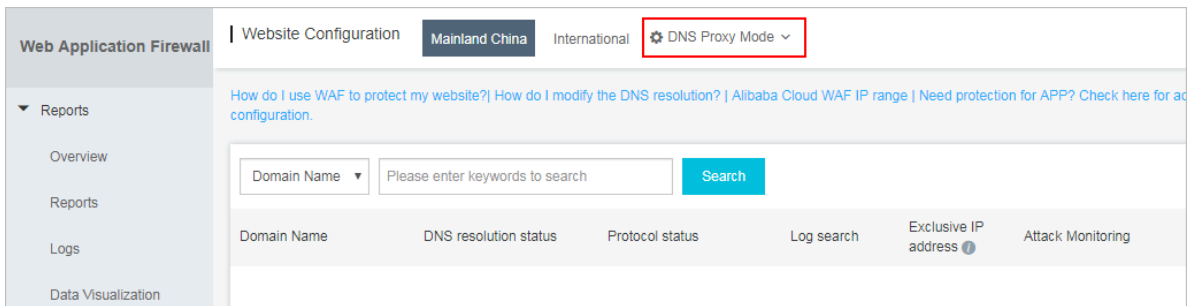 Web Application Firewall
Website Configuration Mainland China International DNS Proxy Mode
Reports
Overview
Reports
Logs
Data Visualization
How do I use WAF to protect my website?| How do I modify the DNS resolution? | Alibaba Cloud WAF IP range | Need protection for APP? Check here for
configuration.
Domain Name Please enter keywords to search Search
Domain Name DNS resolution status Protocol status Log search Exclusive IP address Attack Monitoring